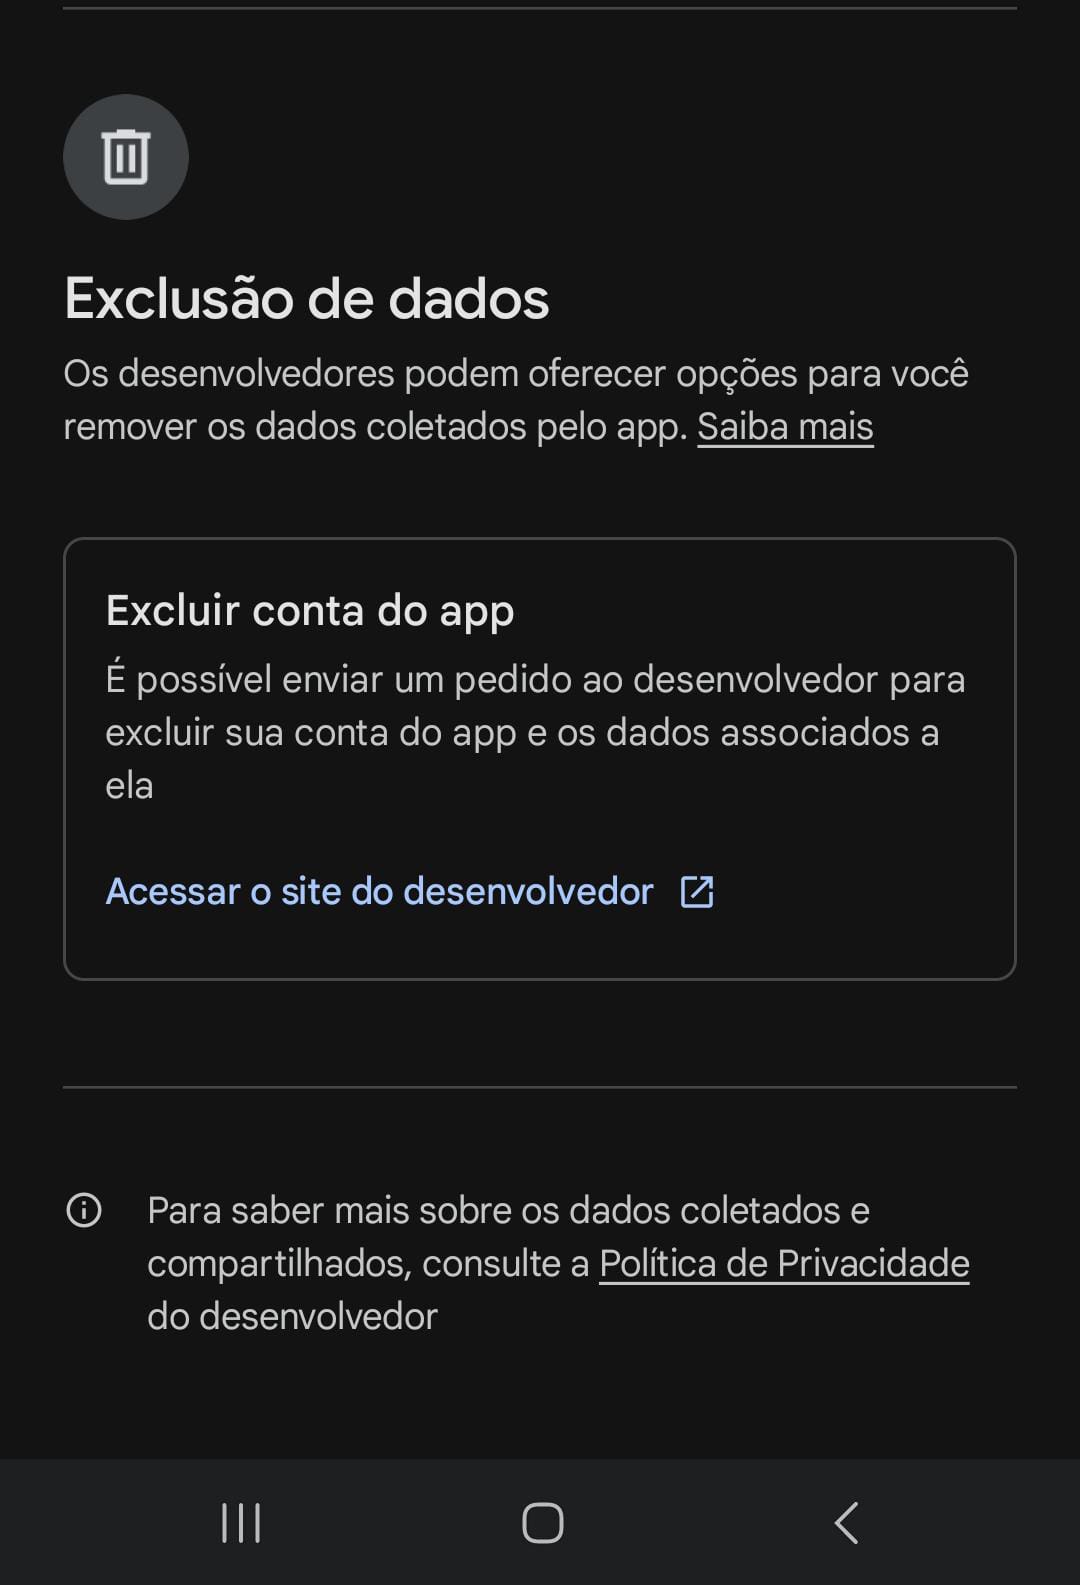 Exclusão de dados
Os desenvolvedores podem oferecer opções para você
remover os dados coletados pelo app. Saiba mais
Excluir conta do app
É possível enviar um pedido ao desenvolvedor para
excluir sua conta do app e os dados associados a
ela
Acessar o site do desenvolvedor
Para saber mais sobre os dados coletados e
compartilhados, consulte a Política de Privacidade
do desenvolvedor